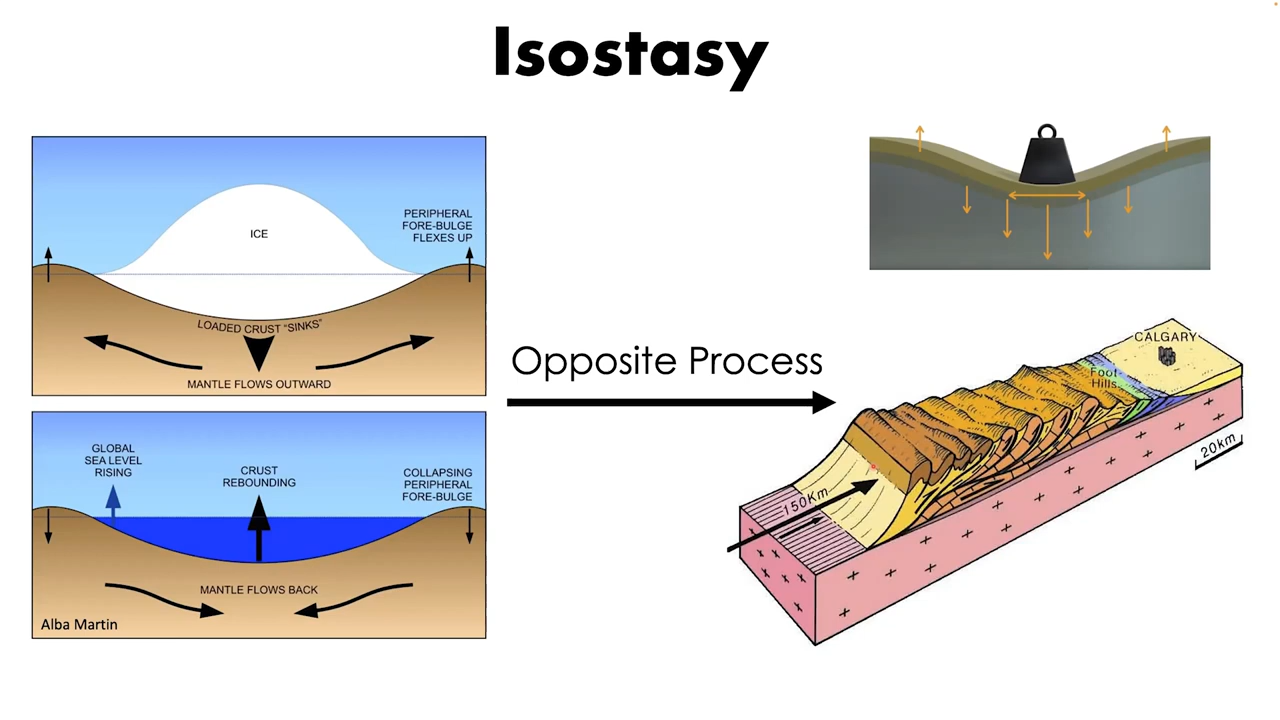 Isostasy
ICE
PERIPHERAL
FORE-BULGE
FLEXES UP
LOADED CRUST "SINKS"
MANTLE FLOWS OUTWARD
GLOBAL
SEA LEVEL
RISING
CRUST
REBOUNDING
COLLAPSING
PERIPHERAL
FORE-BULGE
MANTLE FLOWS BACK
Alba Martin
Opposite Process
CALGARY
Foot
Hills
150Km
20km